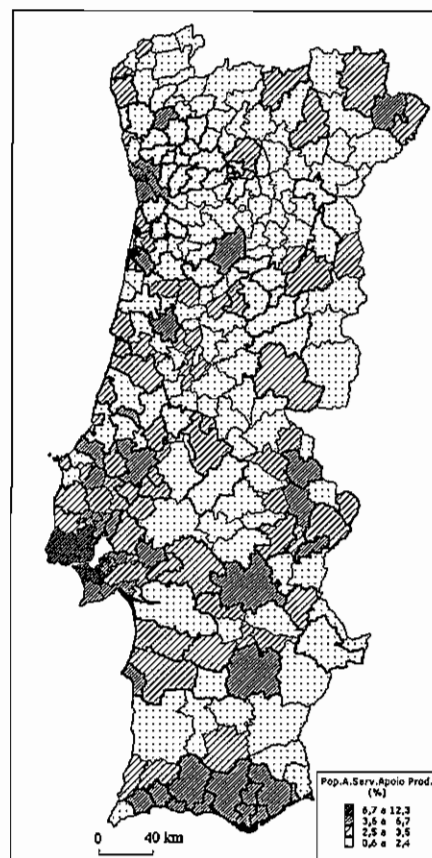 Pop.A.Serv.Apoio Prod.
(%)
6,7 a 12,3
3,6 a 6,7
2,5 a 3,5
0,6 a 2,4
0 40 km